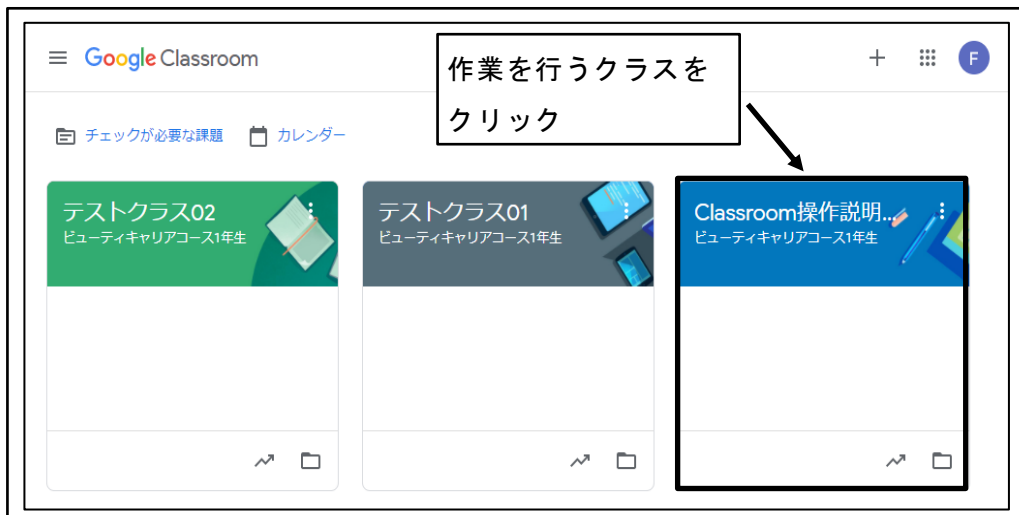 Google Classroom
作業を行うクラスを
クリック
F
チェックが必要な課題 カレンダー
テストクラス02
ビューティキャリアコース1年生
テストクラス01
ビューティキャリアコース1年生
Classroom操作説明...
ビューティキャリアコース1年生